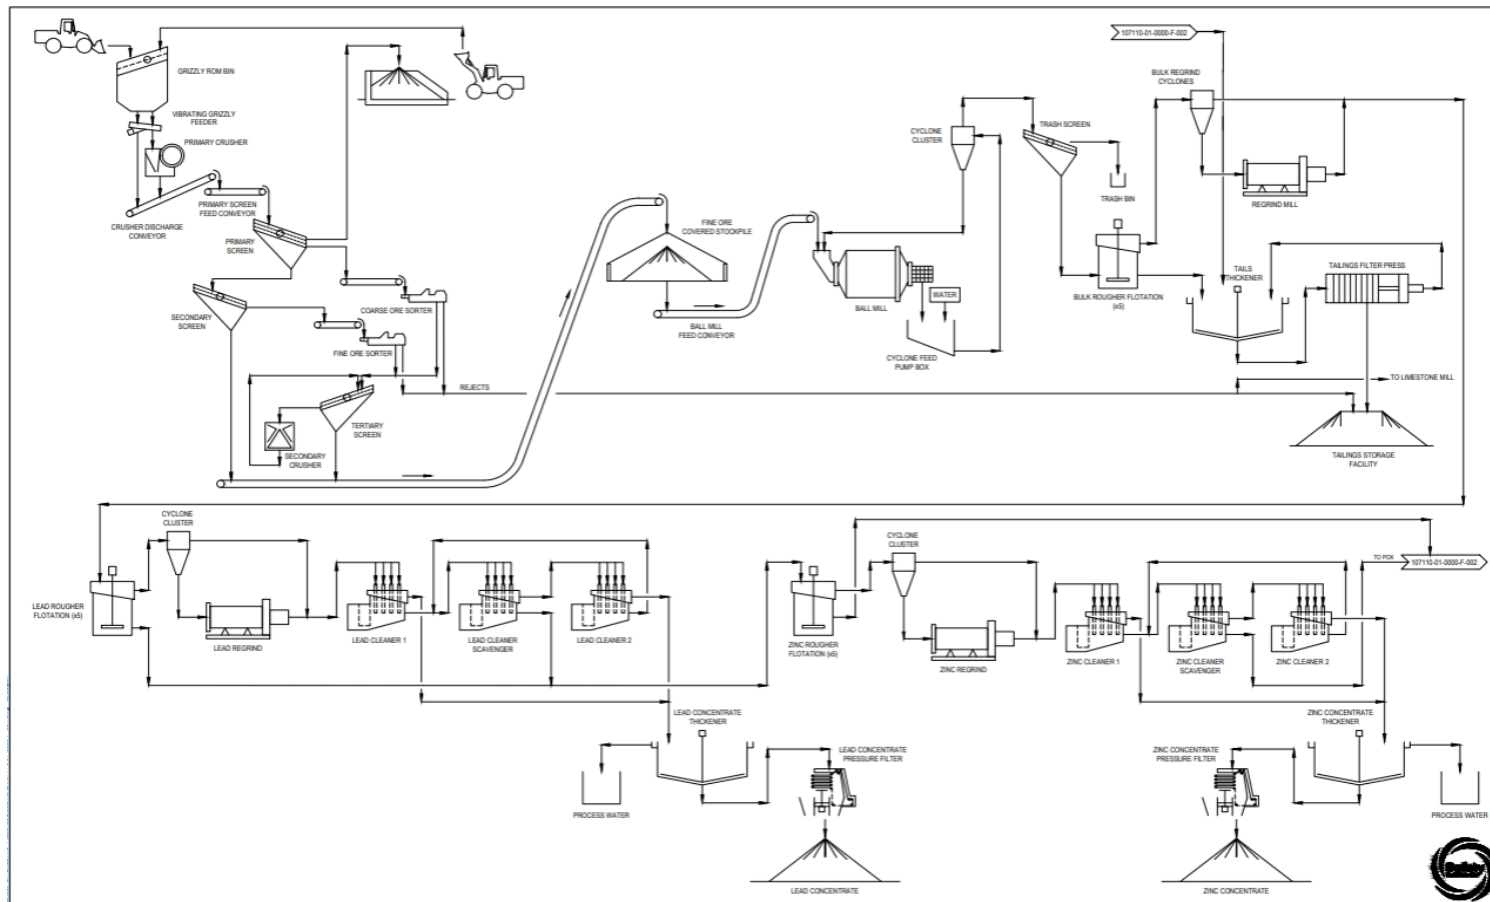 107110-01-0000-F-002
GRIZZLY ROM BIN
VIBRATING GRIZZLY
FEEDER
PRIMARY CRUSHER
PRIMARY SCREEN
FEED CONVEYOR
CRUSHER DISCHARGE
CONVEYOR
PRIMARY
SCREEN
SECONDARY
SCREEN
COARSE ORE SORTER
FINE ORE SORTER
TERTIARY
SCREEN
SECONDARY
CRUSHER
REJECTS
FINE ORE
COVERED STOCKPILE
BALL MILL
FEED CONVEYOR
CYCLONE
CLUSTER
BALL MILL
WATER
CYCLONE FEED
PUMP BOX
TRASH SCREEN
TRASH BIN
BULK REGRIND
CYCLONES
REGRIND MILL
BULK ROUGHER FLOTATION
(x5)
TAILS
THICKENER
TAILINGS FILTER PRESS
TO LIMESTONE MILL
TAILINGS STORAGE
FACILITY
CYCLONE
CLUSTER
LEAD ROUGHER
FLOTATION (x5)
LEAD REGRIND
LEAD CLEANER 1
LEAD CLEANER
SCAVENGER
LEAD CLEANER 2
ZINC ROUGHER
FLOTATION (x5)
CYCLONE
CLUSTER
ZINC REGRIND
ZINC CLEANER 1
ZINC CLEANER
SCAVENGER
ZINC CLEANER 2
TO POX
107110-01-0000-F-002
LEAD CONCENTRATE
THICKENER
PROCESS WATER
LEAD CONCENTRATE
PRESSURE FILTER
LEAD CONCENTRATE
ZINC CONCENTRATE
PRESSURE FILTER
ZINC CONCENTRATE
THICKENER
PROCESS WATER
ZINC CONCENTRATE